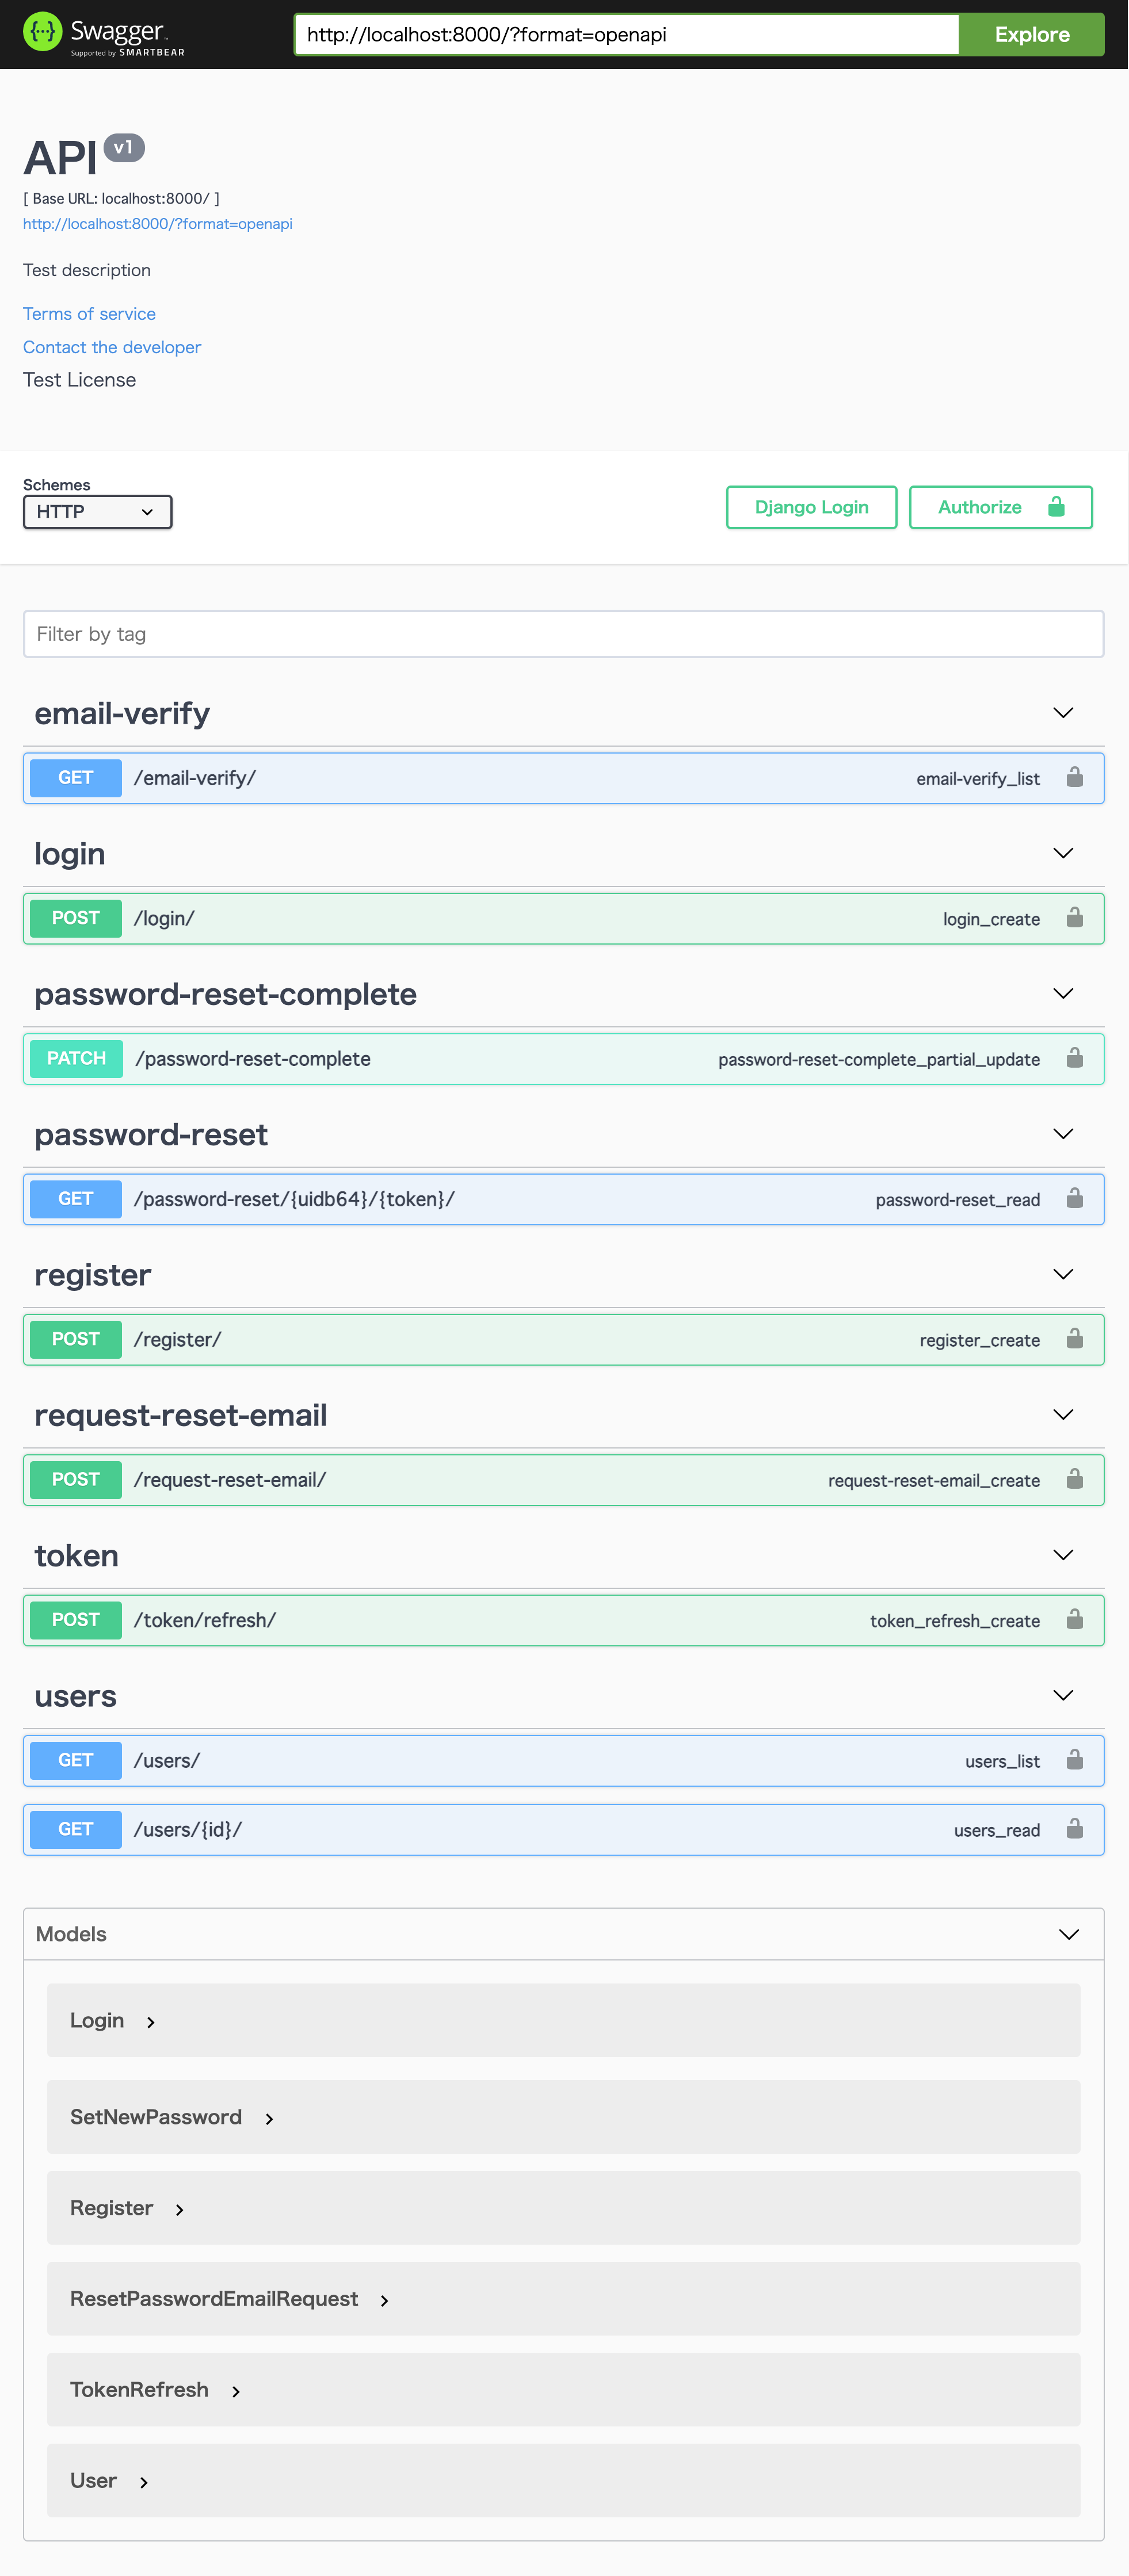 Swagger
Supported by SMARTBEAR
http://localhost:8000/?format=openapi
Explore
API v1
[ Base URL: localhost:8000/ ]
http://localhost:8000/?format=openapi
Test description
Terms of service
Contact the developer
Test License
Schemes
HTTP
Django Login
Authorize
Filter by tag
email-verify
GET /email-verify/ email-verify_list
login
POST /login/ login_create
password-reset-complete
PATCH /password-reset-complete password-reset-complete_partial_update
password-reset
GET /password-reset/{uidb64}/{token}/ password-reset_read
register
POST /register/ register_create
request-reset-email
POST /request-reset-email/ request-reset-email_create
token
POST /token/refresh/ token_refresh_create
users
GET /users/ users_list
GET /users/{id}/ users_read
Models
Login
SetNewPassword
Register
ResetPasswordEmailRequest
TokenRefresh
User